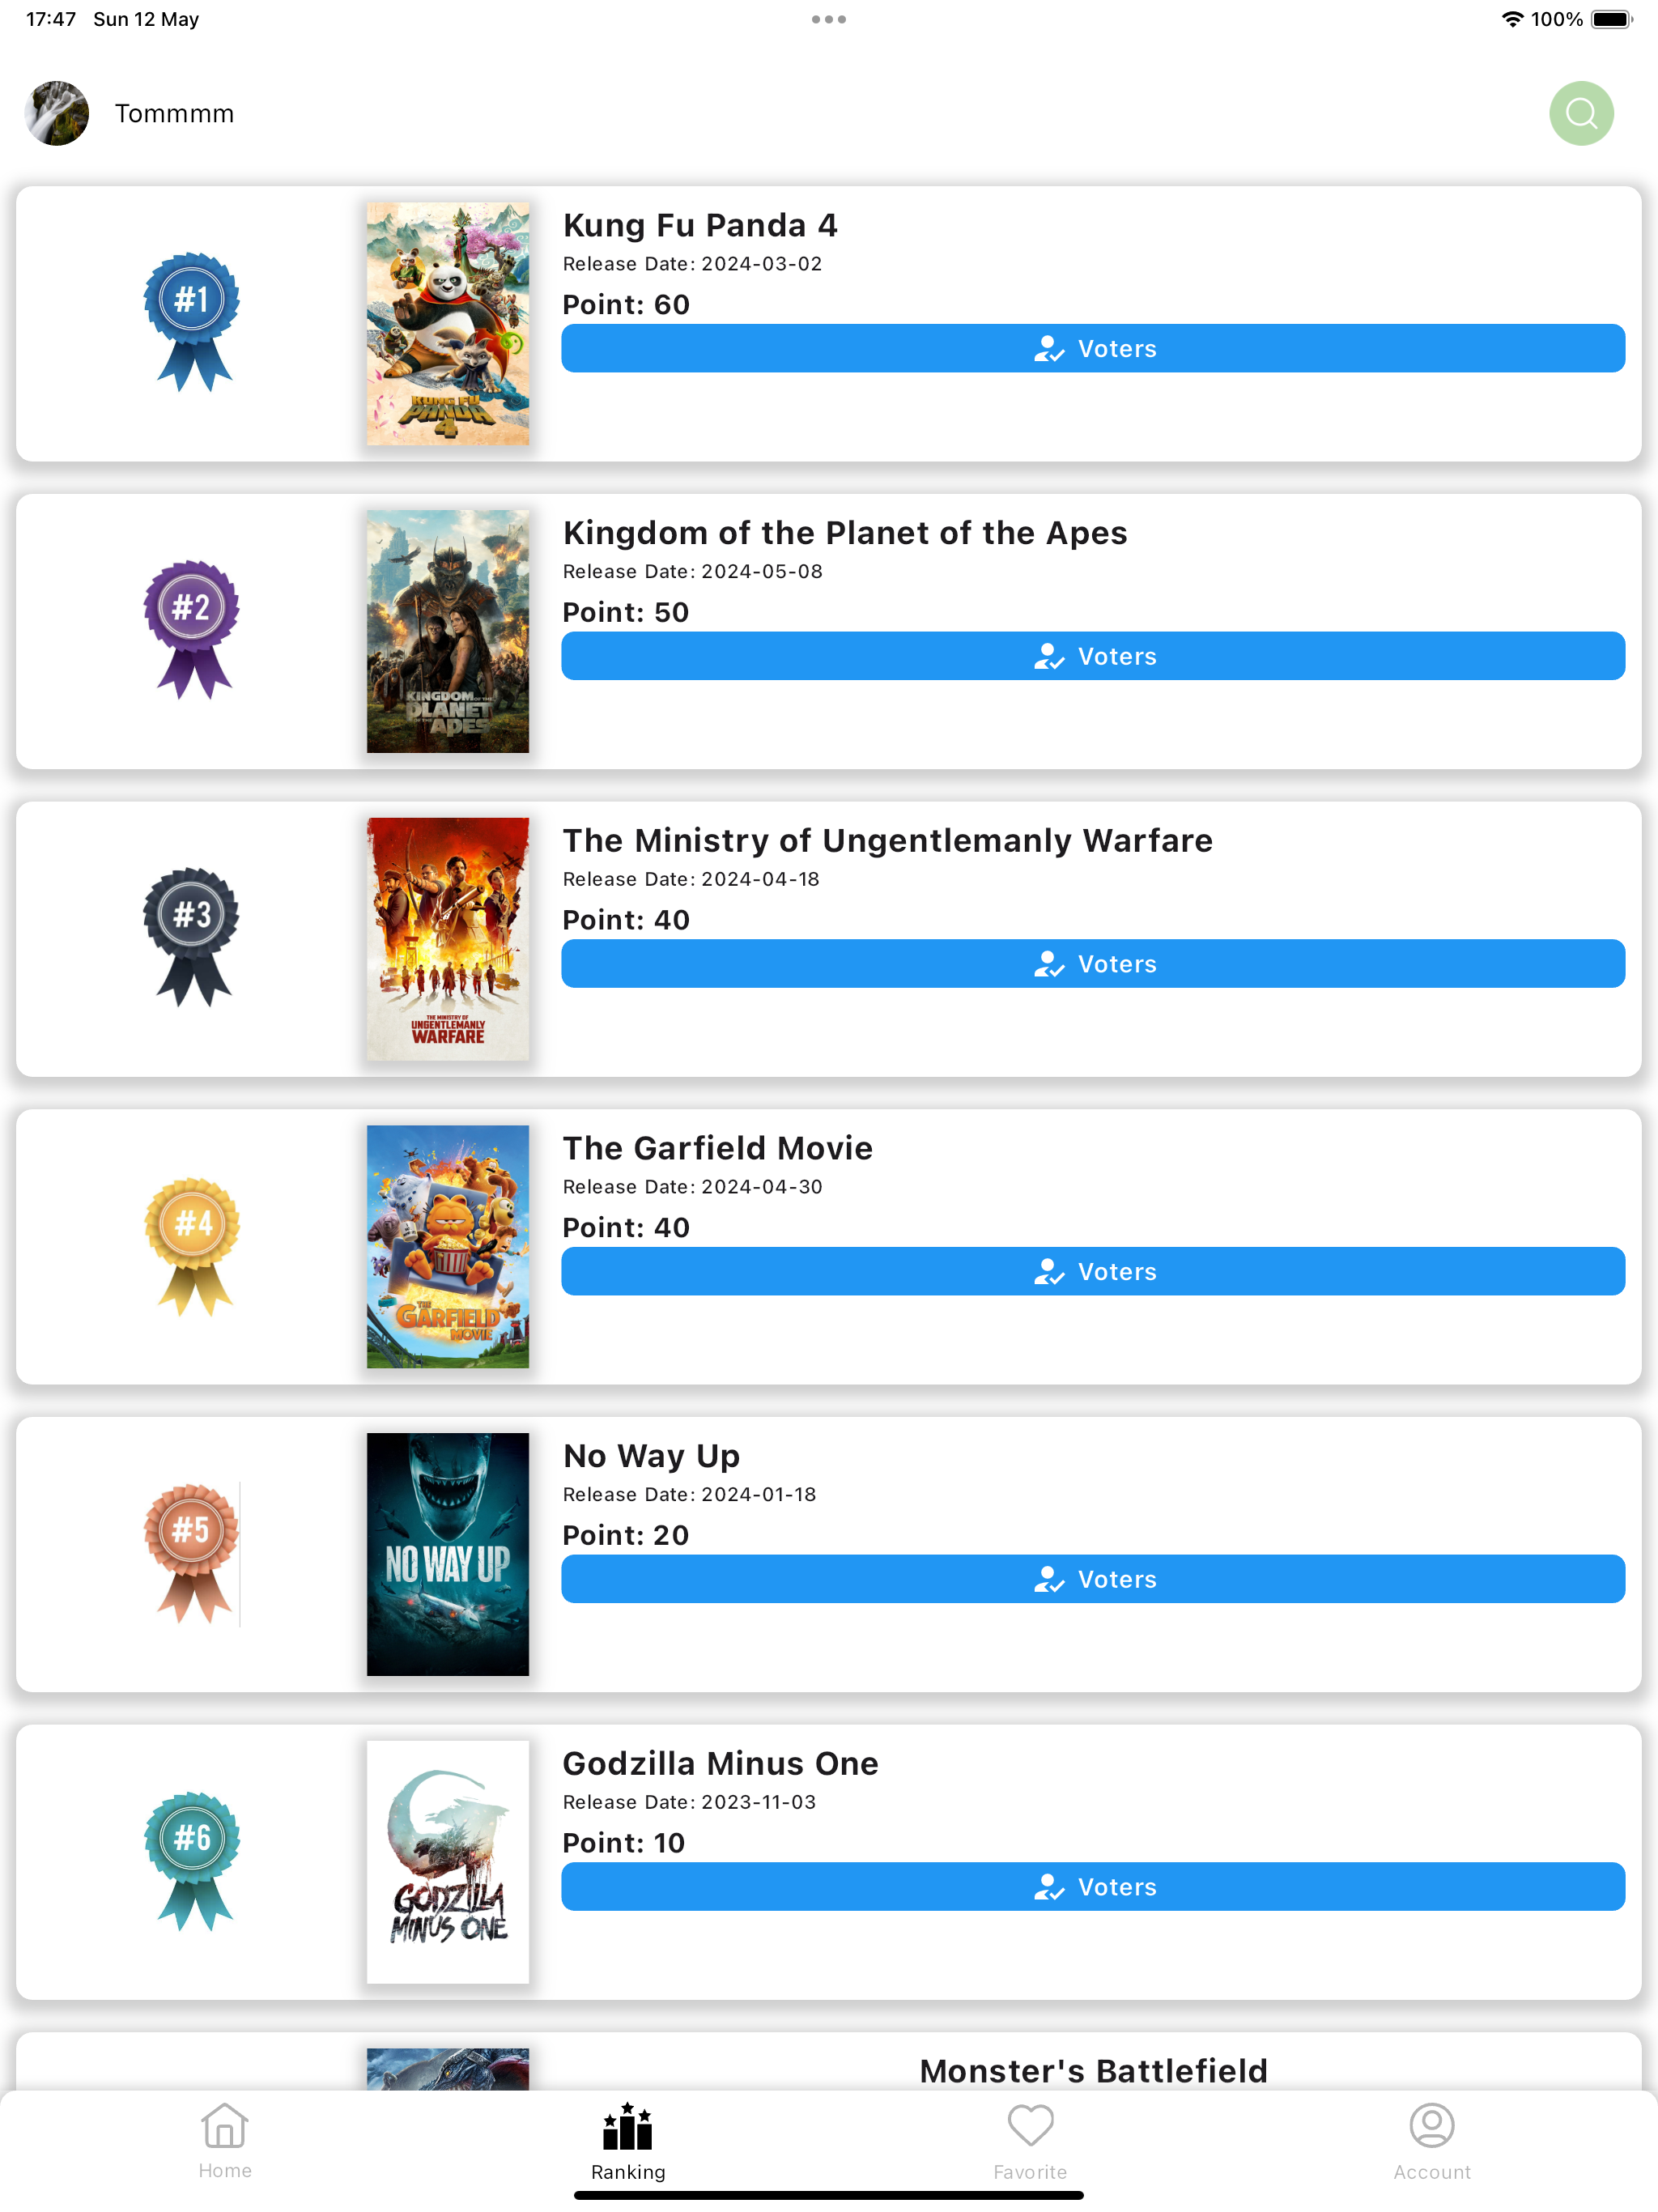 17:47 Sun 12 May
100%
Tommmm
#1
KUNG FU
PANDA
4
Kung Fu Panda 4
Release Date: 2024-03-02
Point: 60
Voters
#2
KINGDOM OF THE
PLANET
OF THE
APES
Kingdom of the Planet of the Apes
Release Date: 2024-05-08
Point: 50
Voters
#3
THE MINISTRY OF
UNGENTLEMANLY
WARFARE
The Ministry of Ungentlemanly Warfare
Release Date: 2024-04-18
Point: 40
Voters
#4
THE
GARFIELD
MOVIE
The Garfield Movie
Release Date: 2024-04-30
Point: 40
Voters
#5
NO WAY UP
No Way Up
Release Date: 2024-01-18
Point: 20
Voters
#6
GODZILLA
MINUS ONE
Godzilla Minus One
Release Date: 2023-11-03
Point: 10
Voters
Monster's Battlefield
Home
Ranking
Favorite
Account